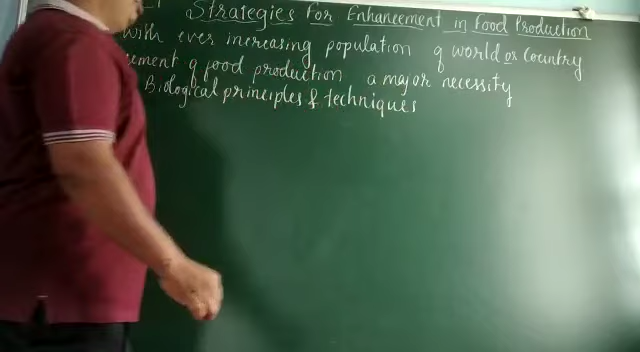 Strategies For Enhancement in Food Production
with ever increasing population of world or Country
ement of food production a major necessity
Biological principles & techniques